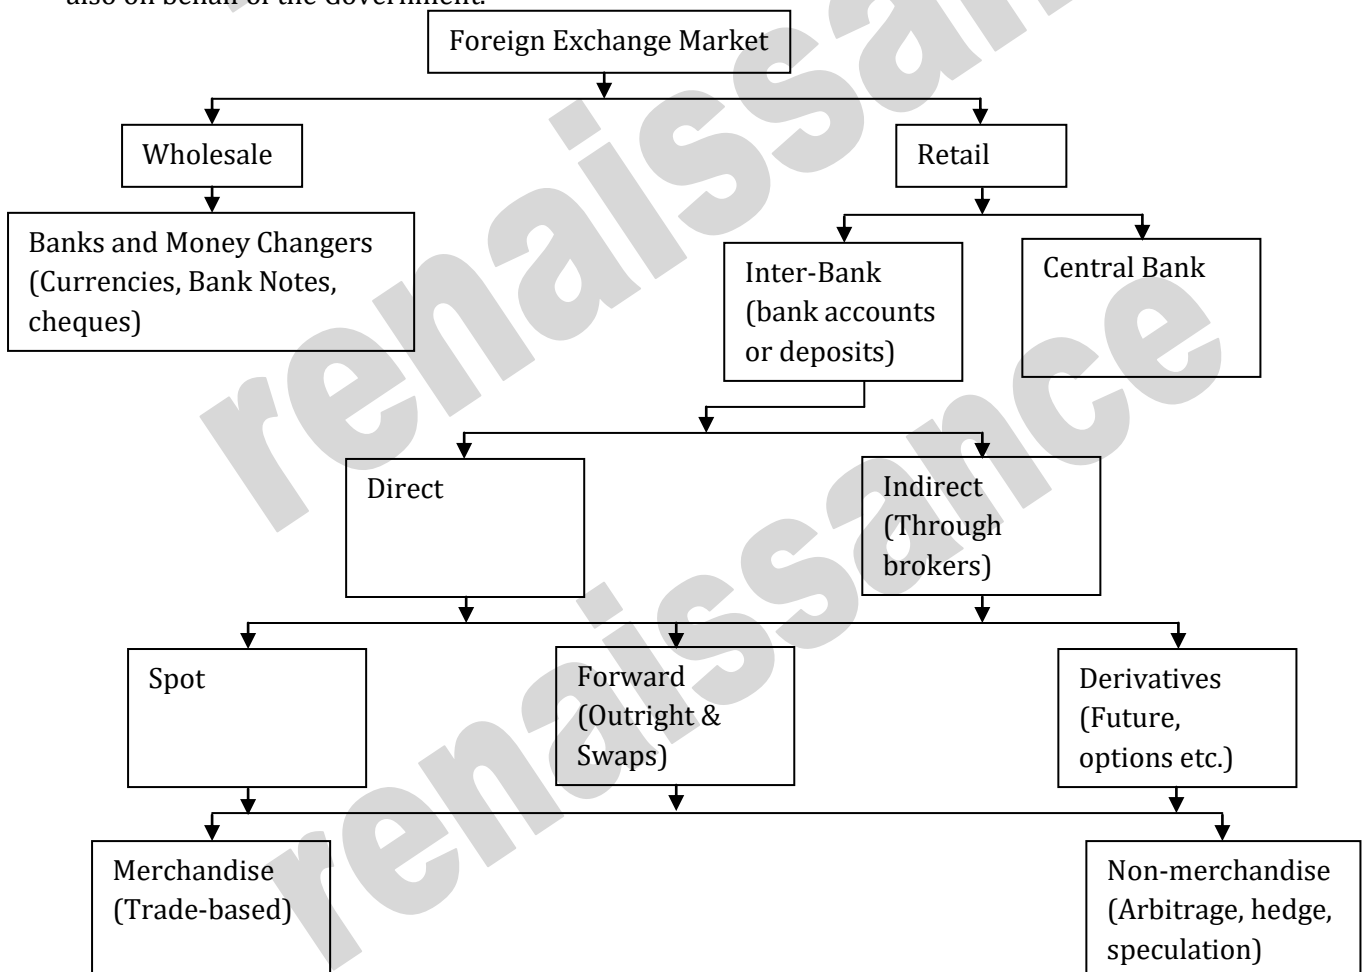 also on behalf of the Government.
Foreign Exchange Market
Wholesale
Retail
Banks and Money Changers
(Currencies, Bank Notes,
cheques)
Inter-Bank
(bank accounts
or deposits)
Central Bank
Direct
Indirect
(Through
brokers)
Spot
Forward
(Outright &
Swaps)
Derivatives
(Future,
options etc.)
Merchandise
(Trade-based)
Non-merchandise
(Arbitrage, hedge,
speculation)
renaissance
renaissance